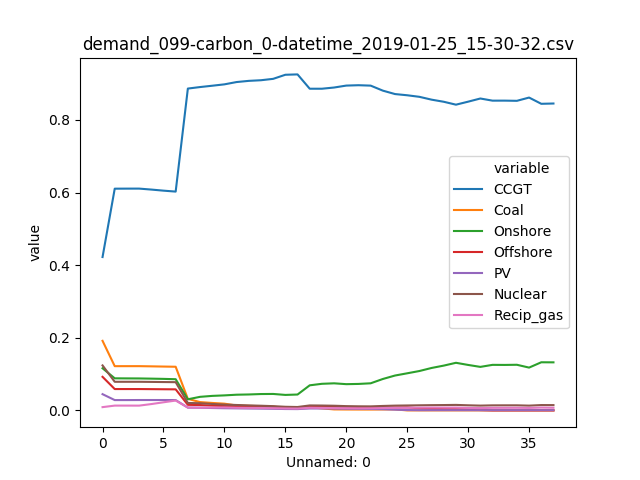 demand_099-carbon_0-datetime_2019-01-25_15-30-32.csv
value
0.8
0.6
0.4
0.2
0.0
variable
CCGT
Coal
Onshore
Offshore
PV
Nuclear
Recip_gas
0 5 10 15 20 25 30 35
Unnamed: 0